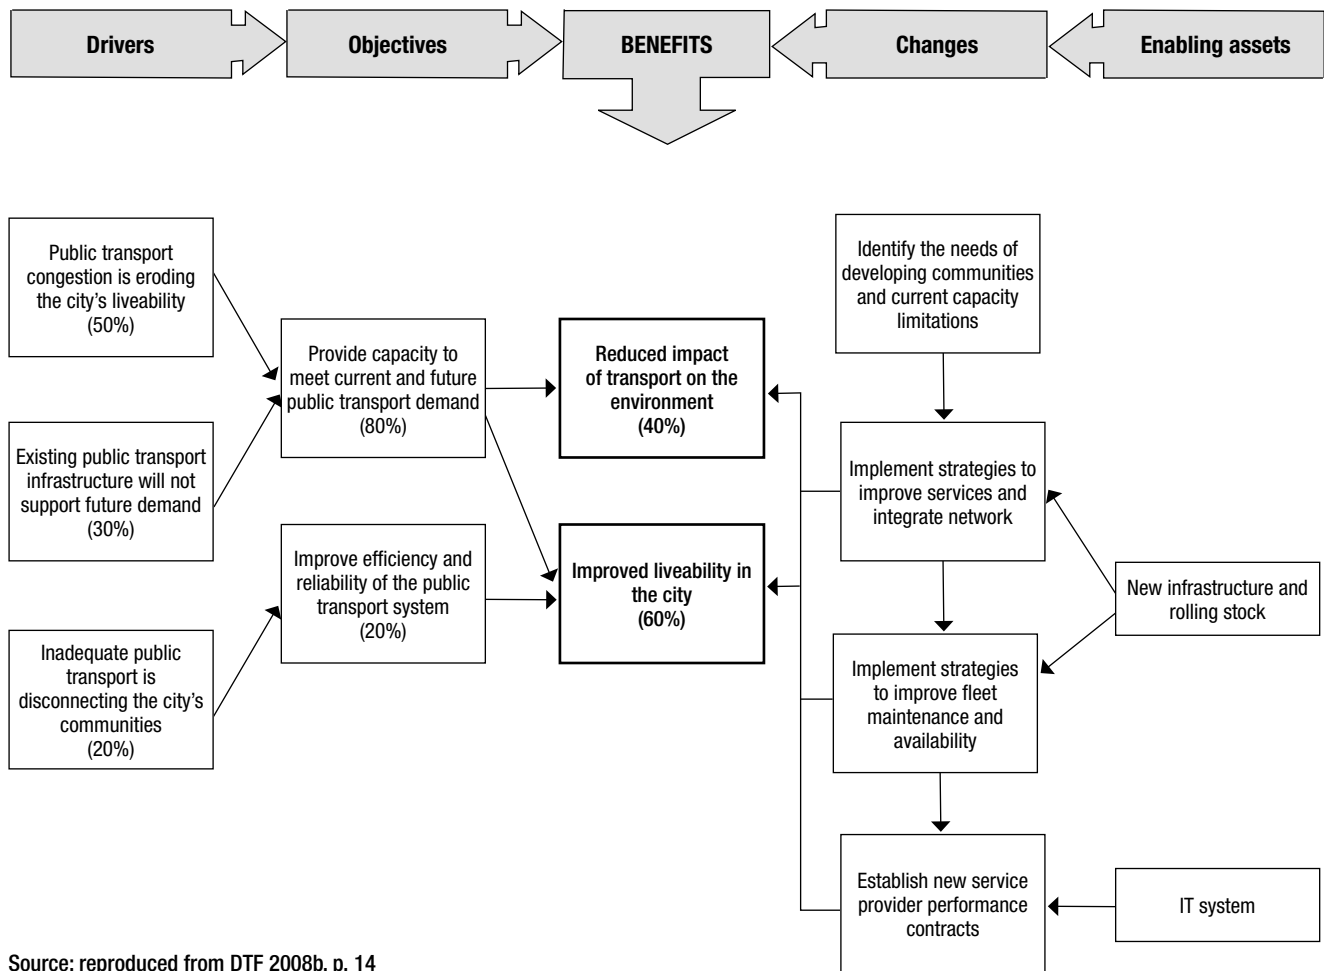 Drivers
Objectives
BENEFITS
Changes
Enabling assets
Public transport
congestion is eroding
the city's liveability
(50%)
Existing public transport
infrastructure will not
support future demand
(30%)
Inadequate public
transport is
disconnecting the city's
communities
(20%)
Provide capacity to
meet current and future
public transport demand
(80%)
Improve efficiency and
reliability of the public
transport system
(20%)
Reduced impact
of transport on the
environment
(40%)
Improved liveability in
the city
(60%)
Identify the needs of
developing communities
and current capacity
limitations
Implement strategies to
improve services and
integrate network
Implement strategies
to improve fleet
maintenance and
availability
Establish new service
provider performance
contracts
New infrastructure and
rolling stock
IT system
Source: reproduced from DTF 2008b, p. 14